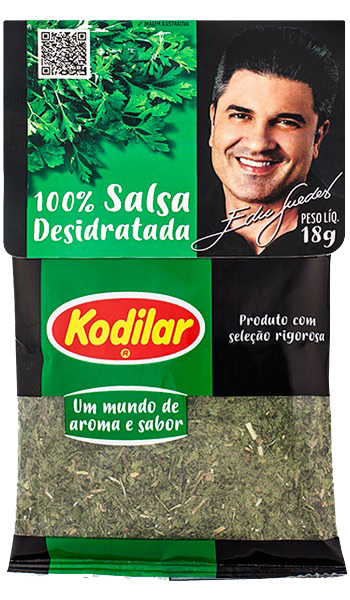 IMAGEM ILUSTRATIVA
100% Salsa
Desidratada
Edu Guedes
PESO LÍQ.
18g
Kodilar
®
Produto com
seleção rigorosa
Um mundo de
aroma e sabor